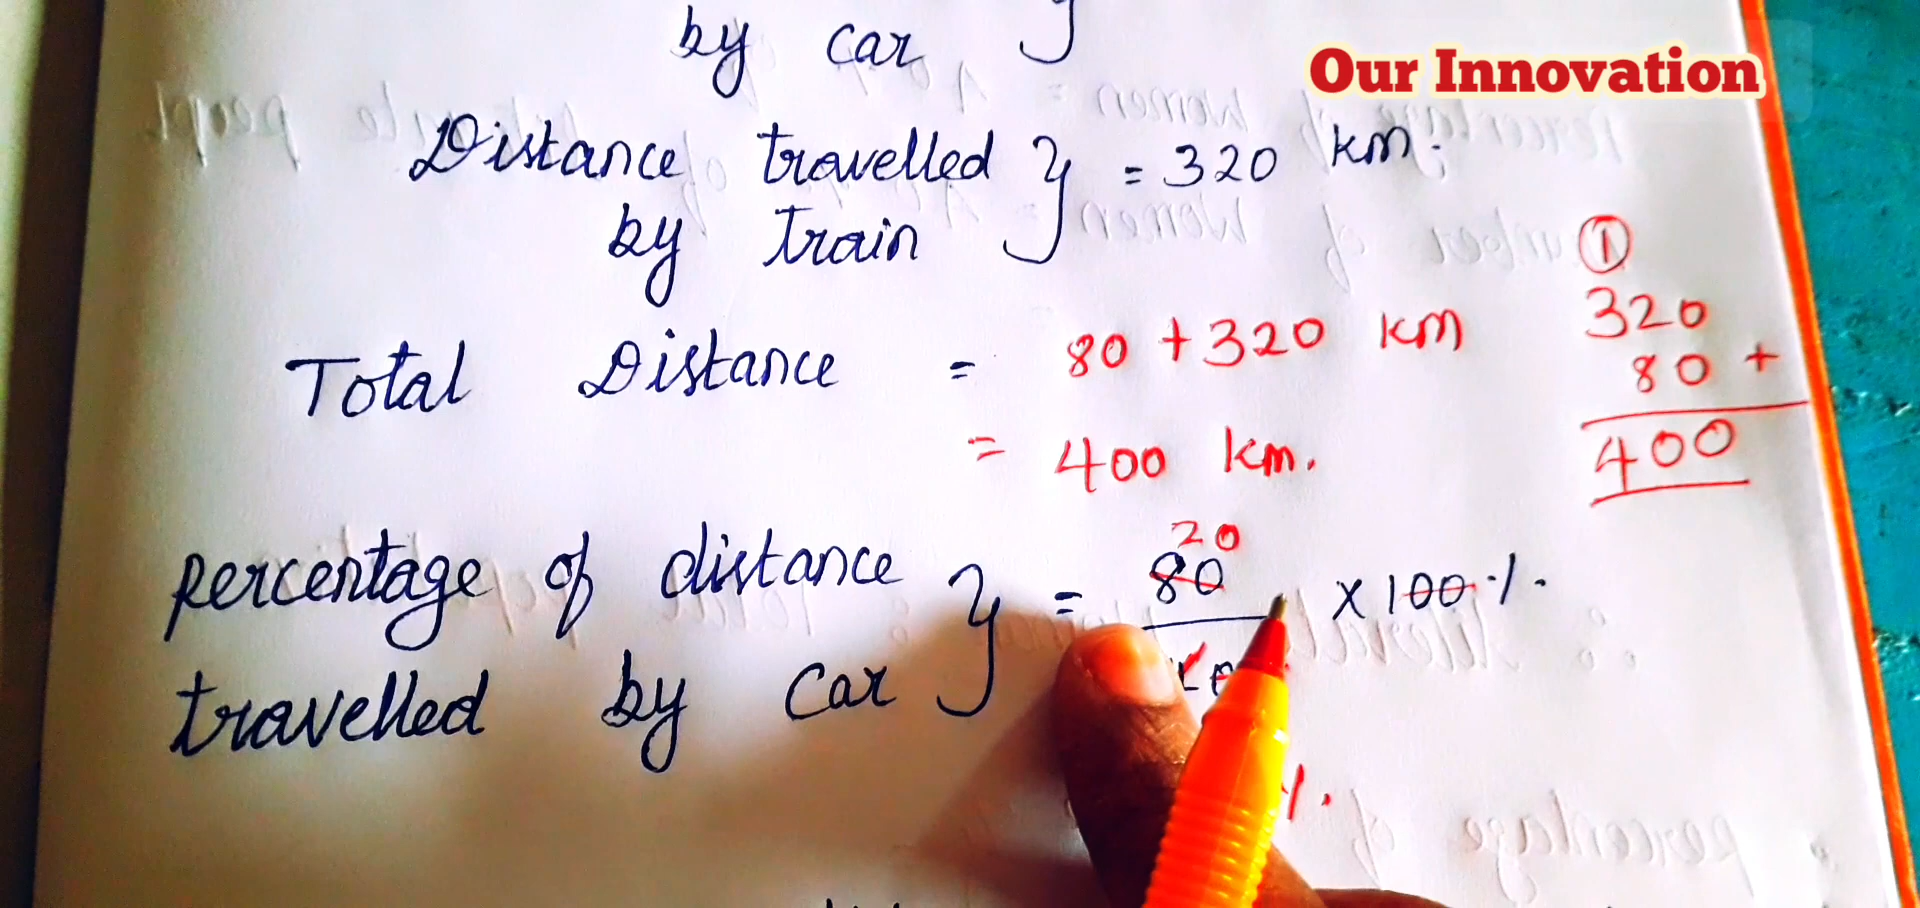 by car }
Our Innovation
Distance travelled } = 320 km.
by train
Total Distance = 80 + 320 km
= 400 km.
1
320
80 +
400
percentage of distance } = 80 x 100 %.
20
travelled by car
%.